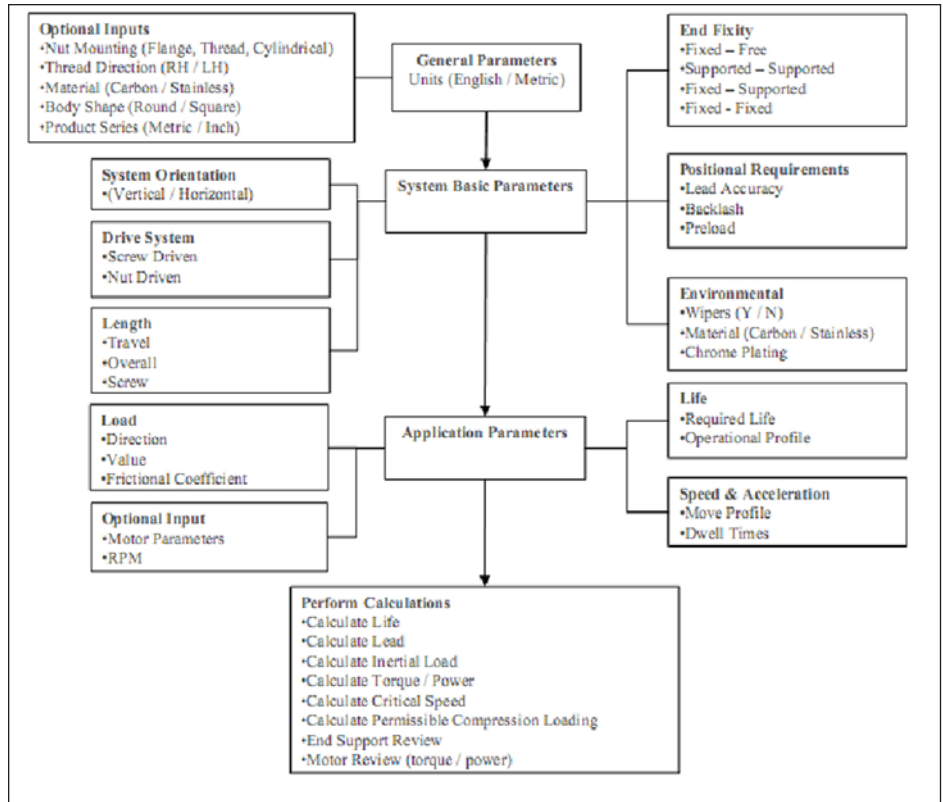 Optional Inputs
•Nut Mounting (Flange, Thread, Cylindrical)
•Thread Direction (RH / LH)
•Material (Carbon / Stainless)
•Body Shape (Round / Square)
•Product Series (Metric / Inch)
General Parameters
Units (English / Metric)
End Fixity
•Fixed – Free
•Supported – Supported
•Fixed – Supported
•Fixed - Fixed
System Orientation
•(Vertical / Horizontal)
System Basic Parameters
Positional Requirements
•Lead Accuracy
•Backlash
•Preload
Drive System
•Screw Driven
•Nut Driven
Environmental
•Wipers (Y / N)
•Material (Carbon / Stainless)
•Chrome Plating
Length
•Travel
•Overall
•Screw
Load
•Direction
•Value
•Frictional Coefficient
Application Parameters
Life
•Required Life
•Operational Profile
Optional Input
•Motor Parameters
•RPM
Speed & Acceleration
•Move Profile
•Dwell Times
Perform Calculations
•Calculate Life
•Calculate Lead
•Calculate Inertial Load
•Calculate Torque / Power
•Calculate Critical Speed
•Calculate Permissible Compression Loading
•End Support Review
•Motor Review (torque / power)